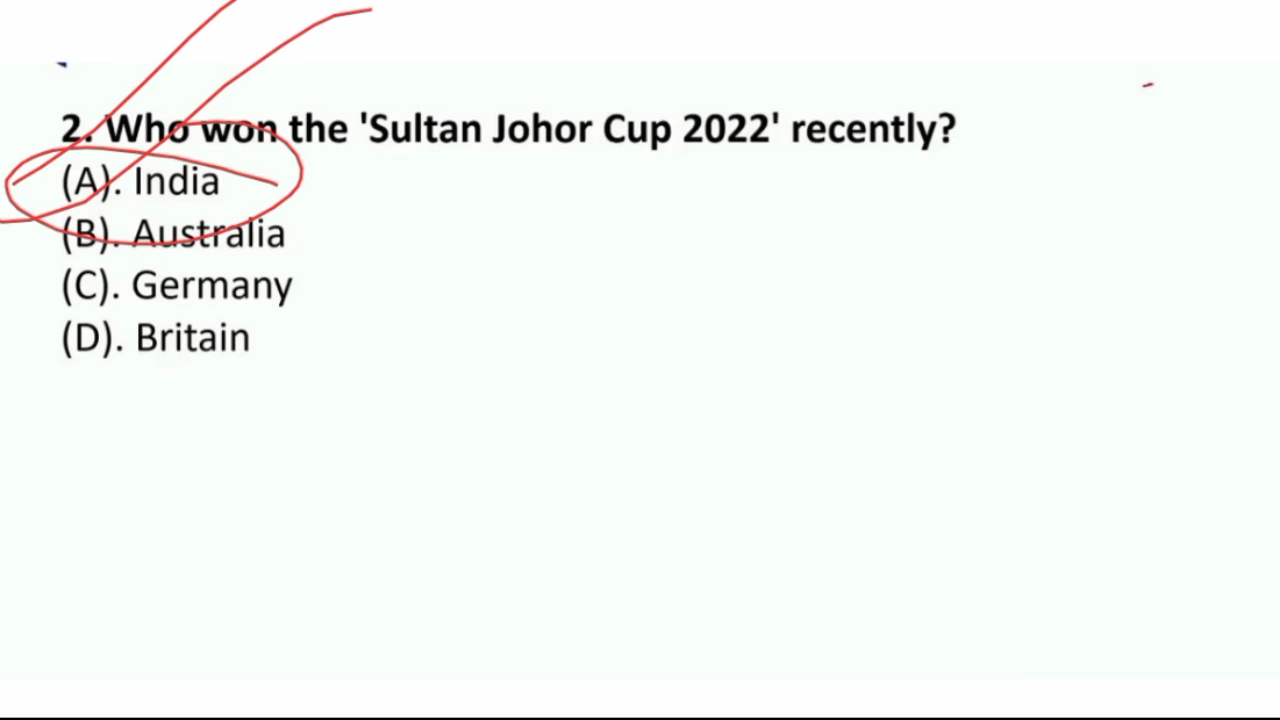 2. Who won the 'Sultan Johor Cup 2022' recently?
(A). India
(B). Australia
(C). Germany
(D). Britain